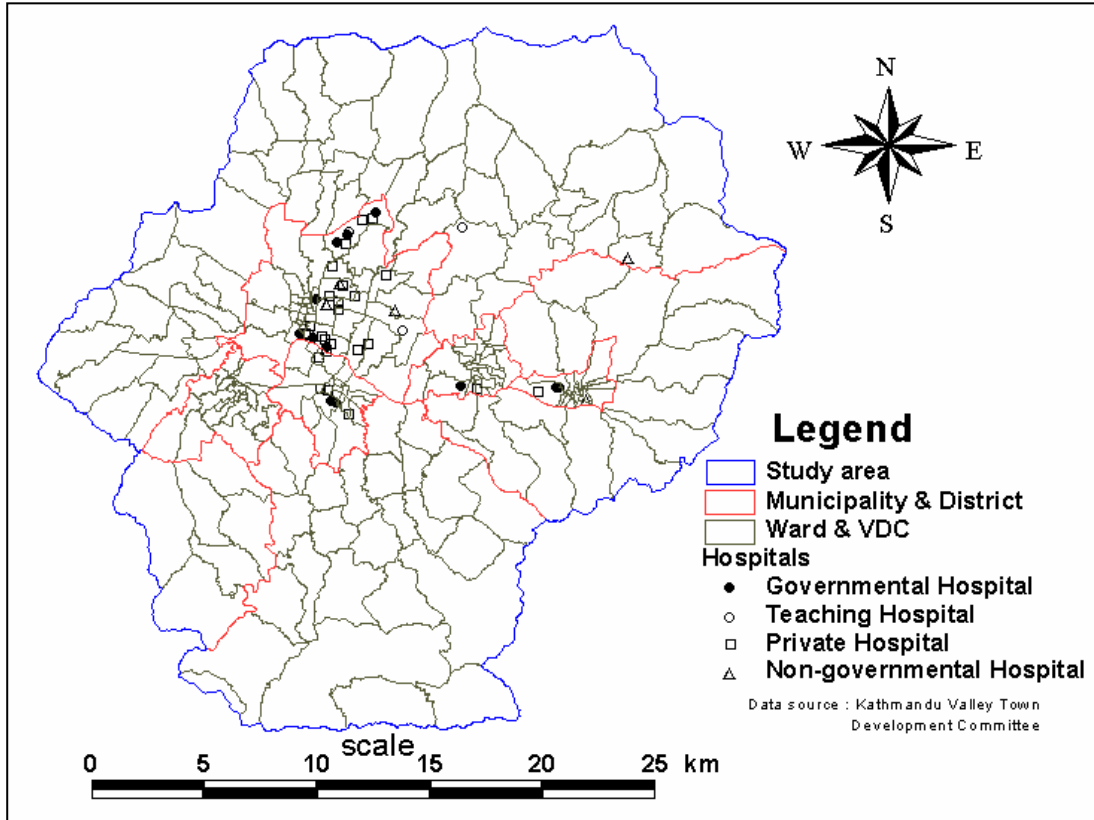 N
W E
S
Legend
Study area
Municipality & District
Ward & VDC
Hospitals
Governmental Hospital
Teaching Hospital
Private Hospital
Non-governmental Hospital
Data source : Kathmandu Valley Town
Development Committee
scale
0 5 10 15 20 25 km